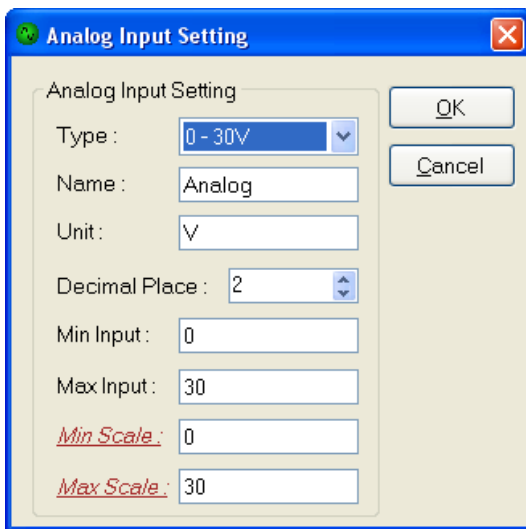 Analog Input Setting
Analog Input Setting
OK
Type : 0 - 30V
Cancel
Name : Analog
Unit : V
Decimal Place : 2
Min Input : 0
Max Input : 30
Min Scale : 0
Max Scale : 30